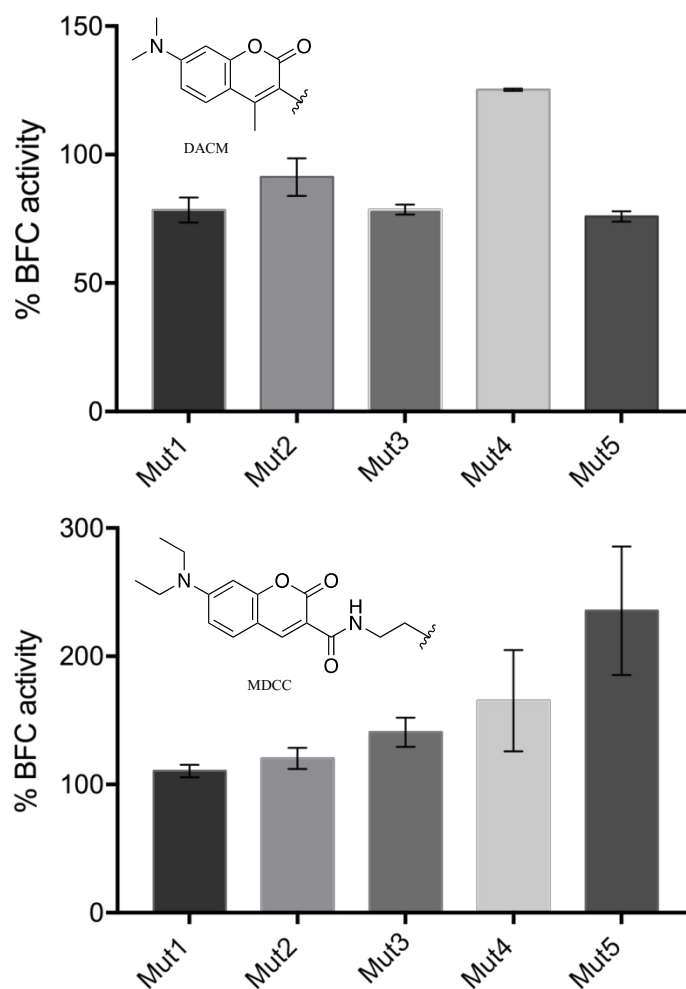 150
100
50
0
% BFC activity
N
O
O
DACM
Mut1
Mut2
Mut3
Mut4
Mut5
300
200
100
0
% BFC activity
N
O
O
H
N
O
MDCC
Mut1
Mut2
Mut3
Mut4
Mut5